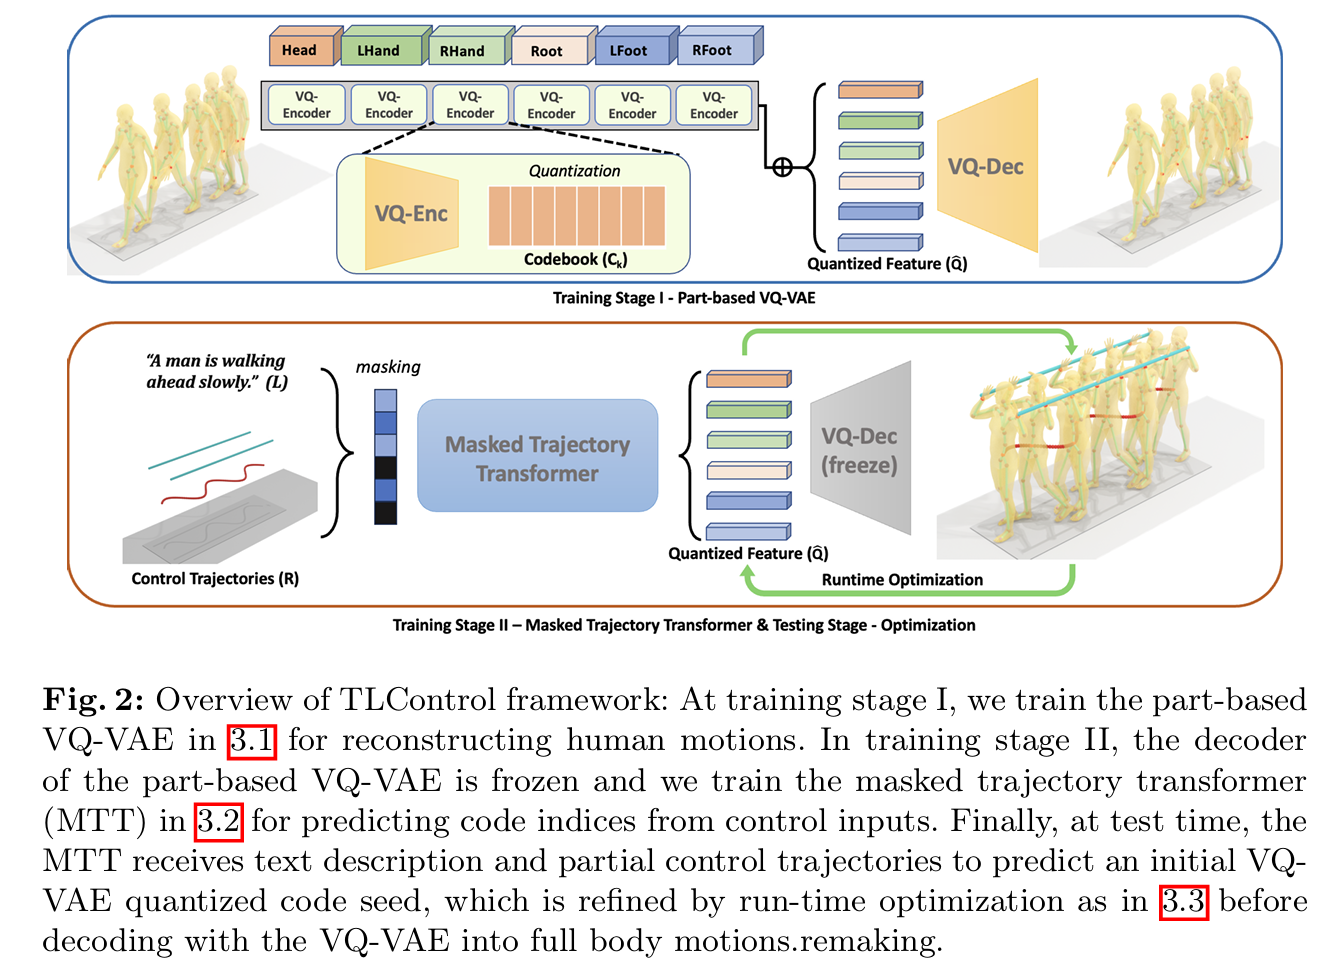 Head LHand RHand Root LFoot RFoot
VQ-Encoder VQ-Encoder VQ-Encoder VQ-Encoder VQ-Encoder VQ-Encoder
Quantization
VQ-Enc
Codebook (Cₖ)
VQ-Dec
Quantized Feature (Q̂)
Training Stage I - Part-based VQ-VAE
"A man is walking
ahead slowly." (L)
masking
Control Trajectories (R)
Masked Trajectory
Transformer
Quantized Feature (Q̂)
VQ-Dec
(freeze)
Runtime Optimization
Training Stage II – Masked Trajectory Transformer & Testing Stage - Optimization
Fig. 2: Overview of TLControl framework: At training stage I, we train the part-based
VQ-VAE in 3.1 for reconstructing human motions. In training stage II, the decoder
of the part-based VQ-VAE is frozen and we train the masked trajectory transformer
(MTT) in 3.2 for predicting code indices from control inputs. Finally, at test time, the
MTT receives text description and partial control trajectories to predict an initial VQ-
VAE quantized code seed, which is refined by run-time optimization as in 3.3 before
decoding with the VQ-VAE into full body motions.remaking.